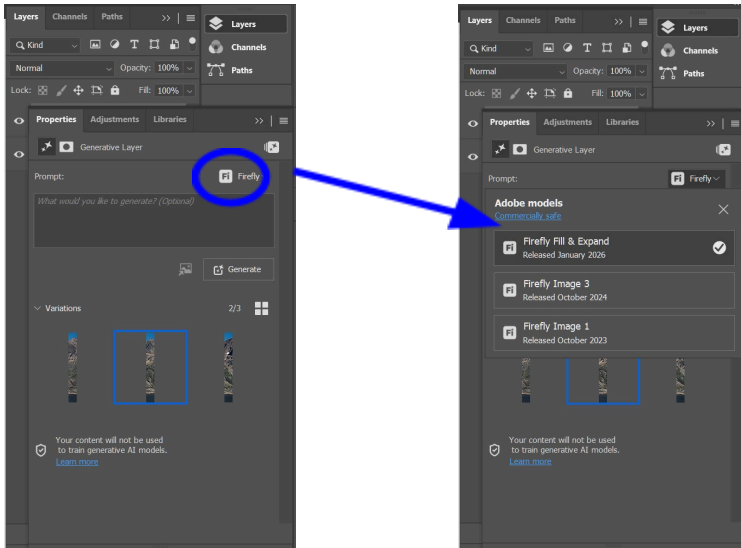 Layers Channels Paths
Layers
Kind
Channels
Normal Opacity: 100%
Paths
Lock: Fill: 100%
Properties Adjustments Libraries
Generative Layer
Prompt: Fi Firefly
What would you like to generate? (Optional)
Generate
Variations 2/3
Your content will not be used
to train generative AI models.
Learn more
Layers Channels Paths
Layers
Kind
Channels
Normal Opacity: 100%
Paths
Lock: Fill: 100%
Properties Adjustments Libraries
Generative Layer
Prompt: Fi Firefly
Adobe models
Commercially safe
Fi Firefly Fill & Expand
Released January 2026
Fi Firefly Image 3
Released October 2024
Fi Firefly Image 1
Released October 2023
Your content will not be used
to train generative AI models.
Learn more